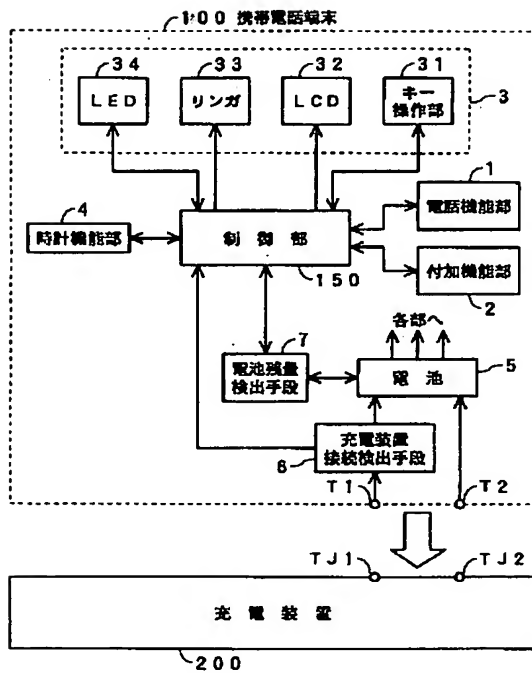 100 携帯電話端末
34 33 32 31
LED リンガ LCD キー操作部
3
4
時計機能部
制御部
150
1
電話機能部
付加機能部
2
各部へ
7
電池残量検出手段
5
電池
充電装置接続検出手段
6
T1 T2
TJ1 TJ2
充電装置
200